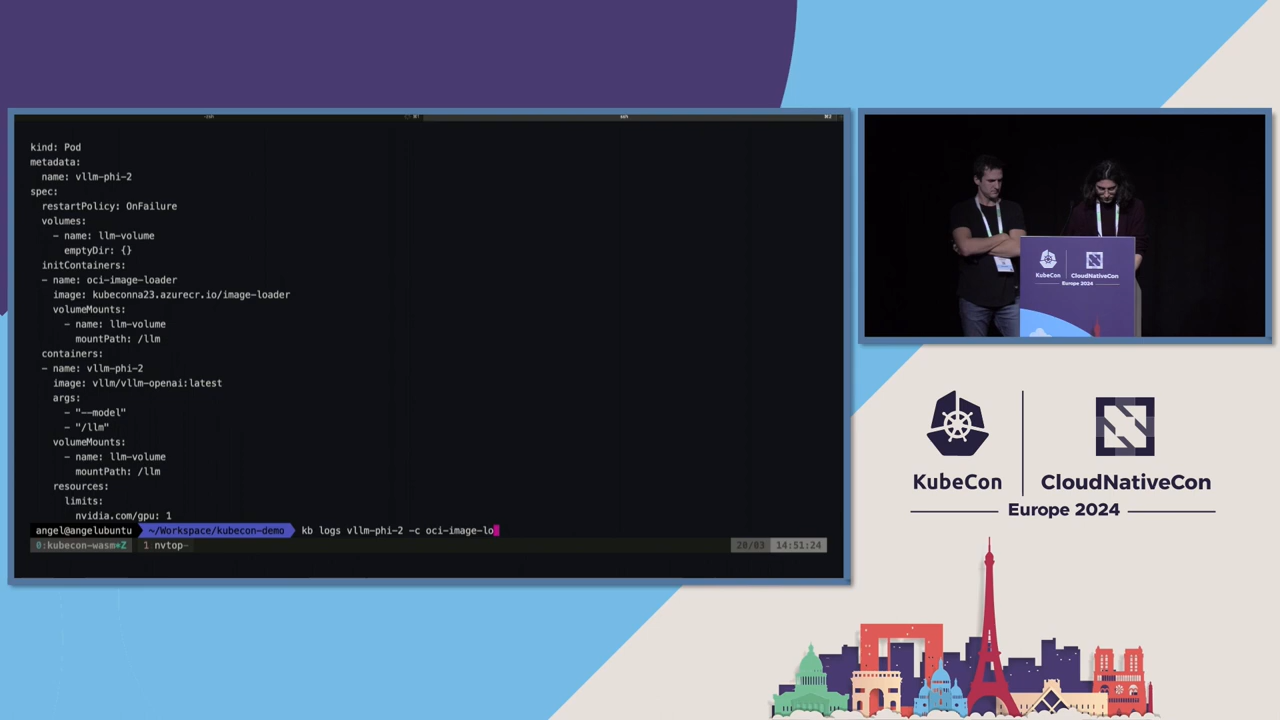 kind: Pod
metadata:
name: vllm-phi-2
spec:
restartPolicy: OnFailure
volumes:
- name: llm-volume
emptyDir: {}
initContainers:
- name: oci-image-loader
image: kubeconna23.azurecr.io/image-loader
volumeMounts:
- name: llm-volume
mountPath: /llm
containers:
- name: vllm-phi-2
image: vllm/vllm-openai:latest
args:
- "--model"
- "/llm"
volumeMounts:
- name: llm-volume
mountPath: /llm
resources:
limits:
nvidia.com/gpu: 1
angel@angelubuntu ~/Workspace/kubecon-demo kb logs vllm-phi-2 -c oci-image-lo
0:kubecon-wasm*Z 1 nvtop- 20/03 14:51:24
KubeCon CloudNativeCon
Europe 2024
KubeCon CloudNativeCon
Europe 2024